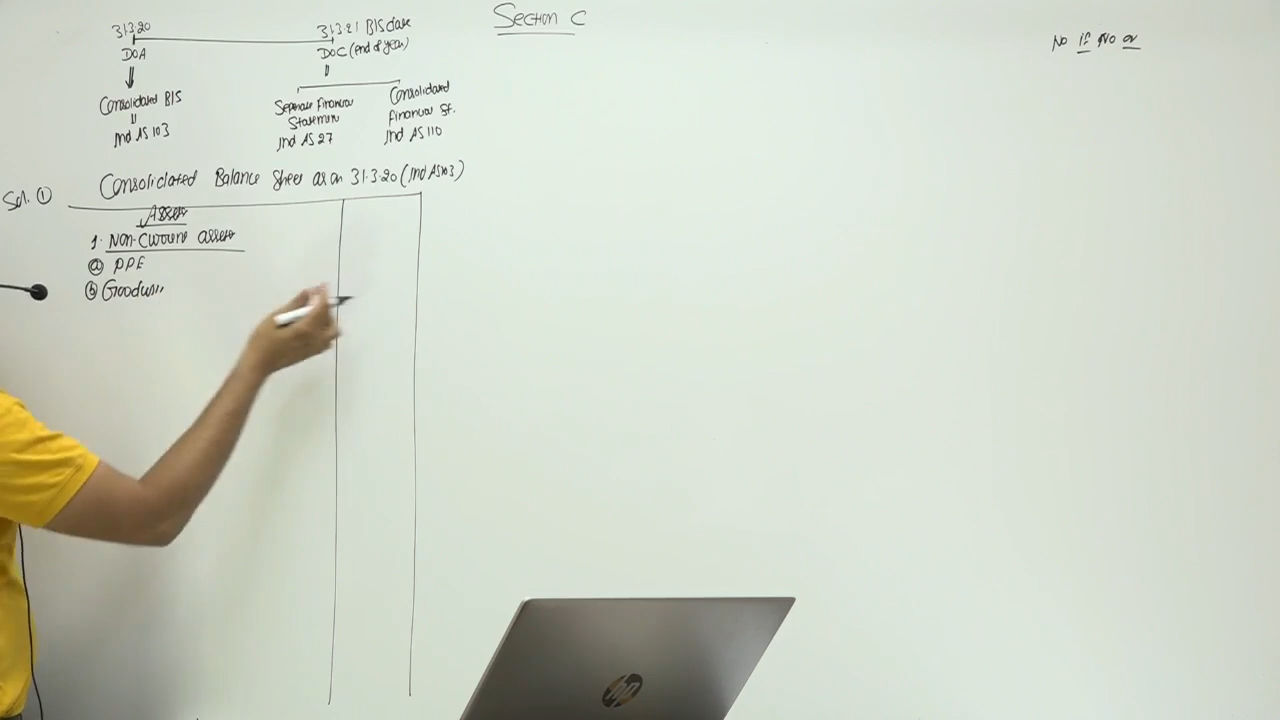 Section C
No if No or
31.3.20
31.3.21 B/S date
DOA
DOC (end of year)
Consolidated B/S
Ind AS 103
Separate Financial
Statement
Ind AS 27
Consolidated
Financial St.
Ind AS 110
Sol. ①
Consolidated Balance Sheet as on 31.3.20 (Ind AS 103)
Assets
1. Non-Current assets
ⓐ PPE
ⓑ Goodwill
hp